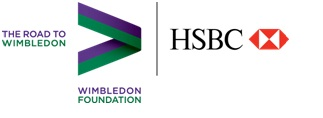 THE ROAD TO
WIMBLEDON
HSBC
WIMBLEDON
FOUNDATION